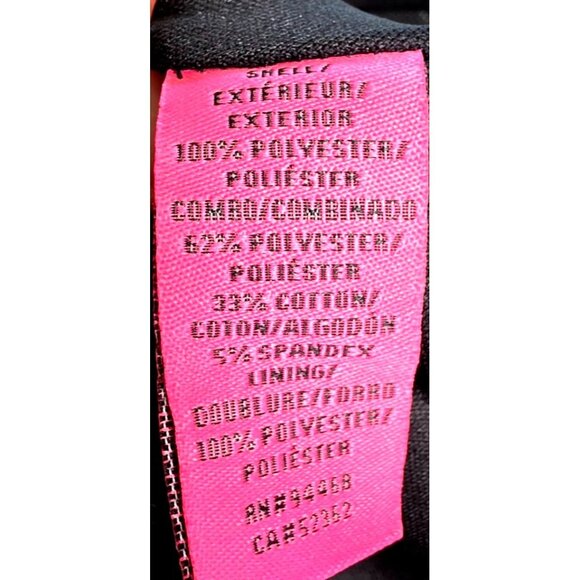 SHELL/
EXTÉRIEUR/
EXTERIOR
100% POLYESTER/
POLIÉSTER
COMBO/COMBINADO
62% POLYESTER/
POLIÉSTER
33% COTTON/
COTON/ALGODÓN
5% SPANDEX
LINING/
DOUBLURE/FORRO
100% POLYESTER/
POLIÉSTER
RN#94468
CA#52362